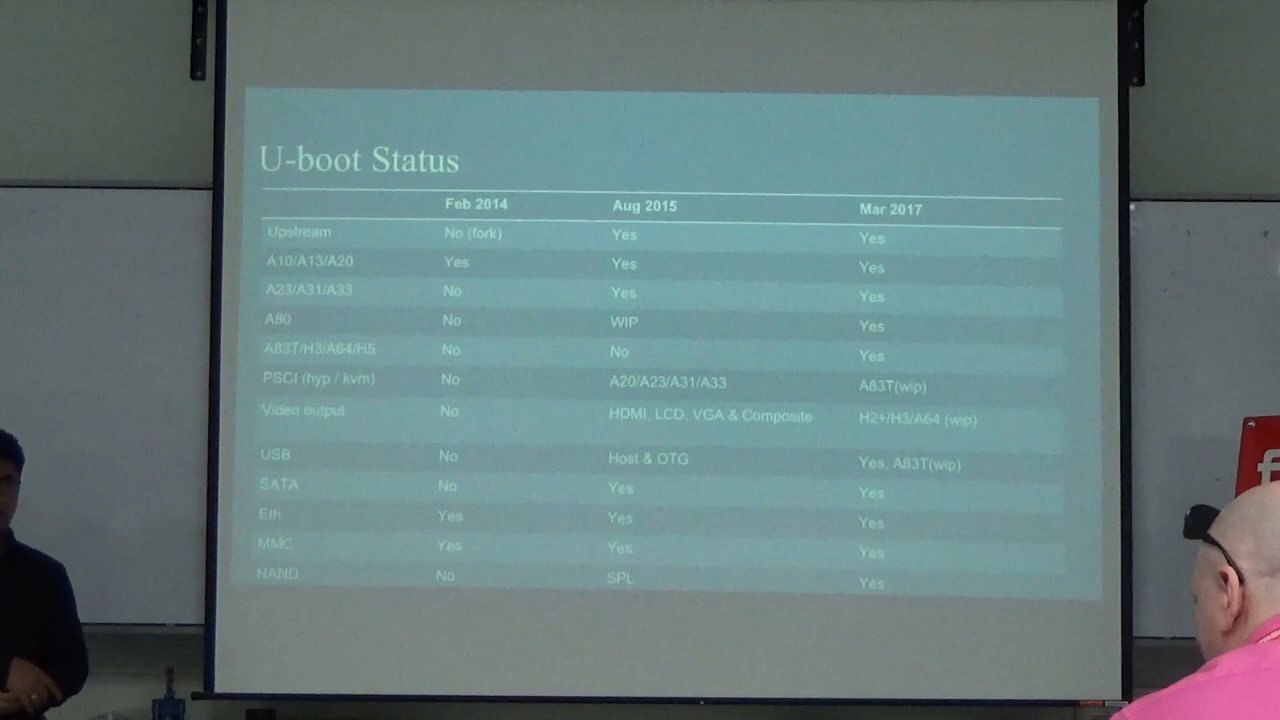 U-boot Status
Feb 2014 Aug 2015 Mar 2017
Upstream No (fork) Yes Yes
A10/A13/A20 Yes Yes Yes
A23/A31/A33 No Yes Yes
A80 No WIP Yes
A83T/H3/A64/H5 No No Yes
PSCI (hyp / kvm) No A20/A23/A31/A33 A83T(wip)
Video output No HDMI, LCD, VGA & Composite H2+/H3/A64 (wip)
USB No Host & OTG Yes, A83T(wip)
SATA No Yes Yes
Eth Yes Yes Yes
MMC Yes Yes Yes
NAND No SPL Yes
f